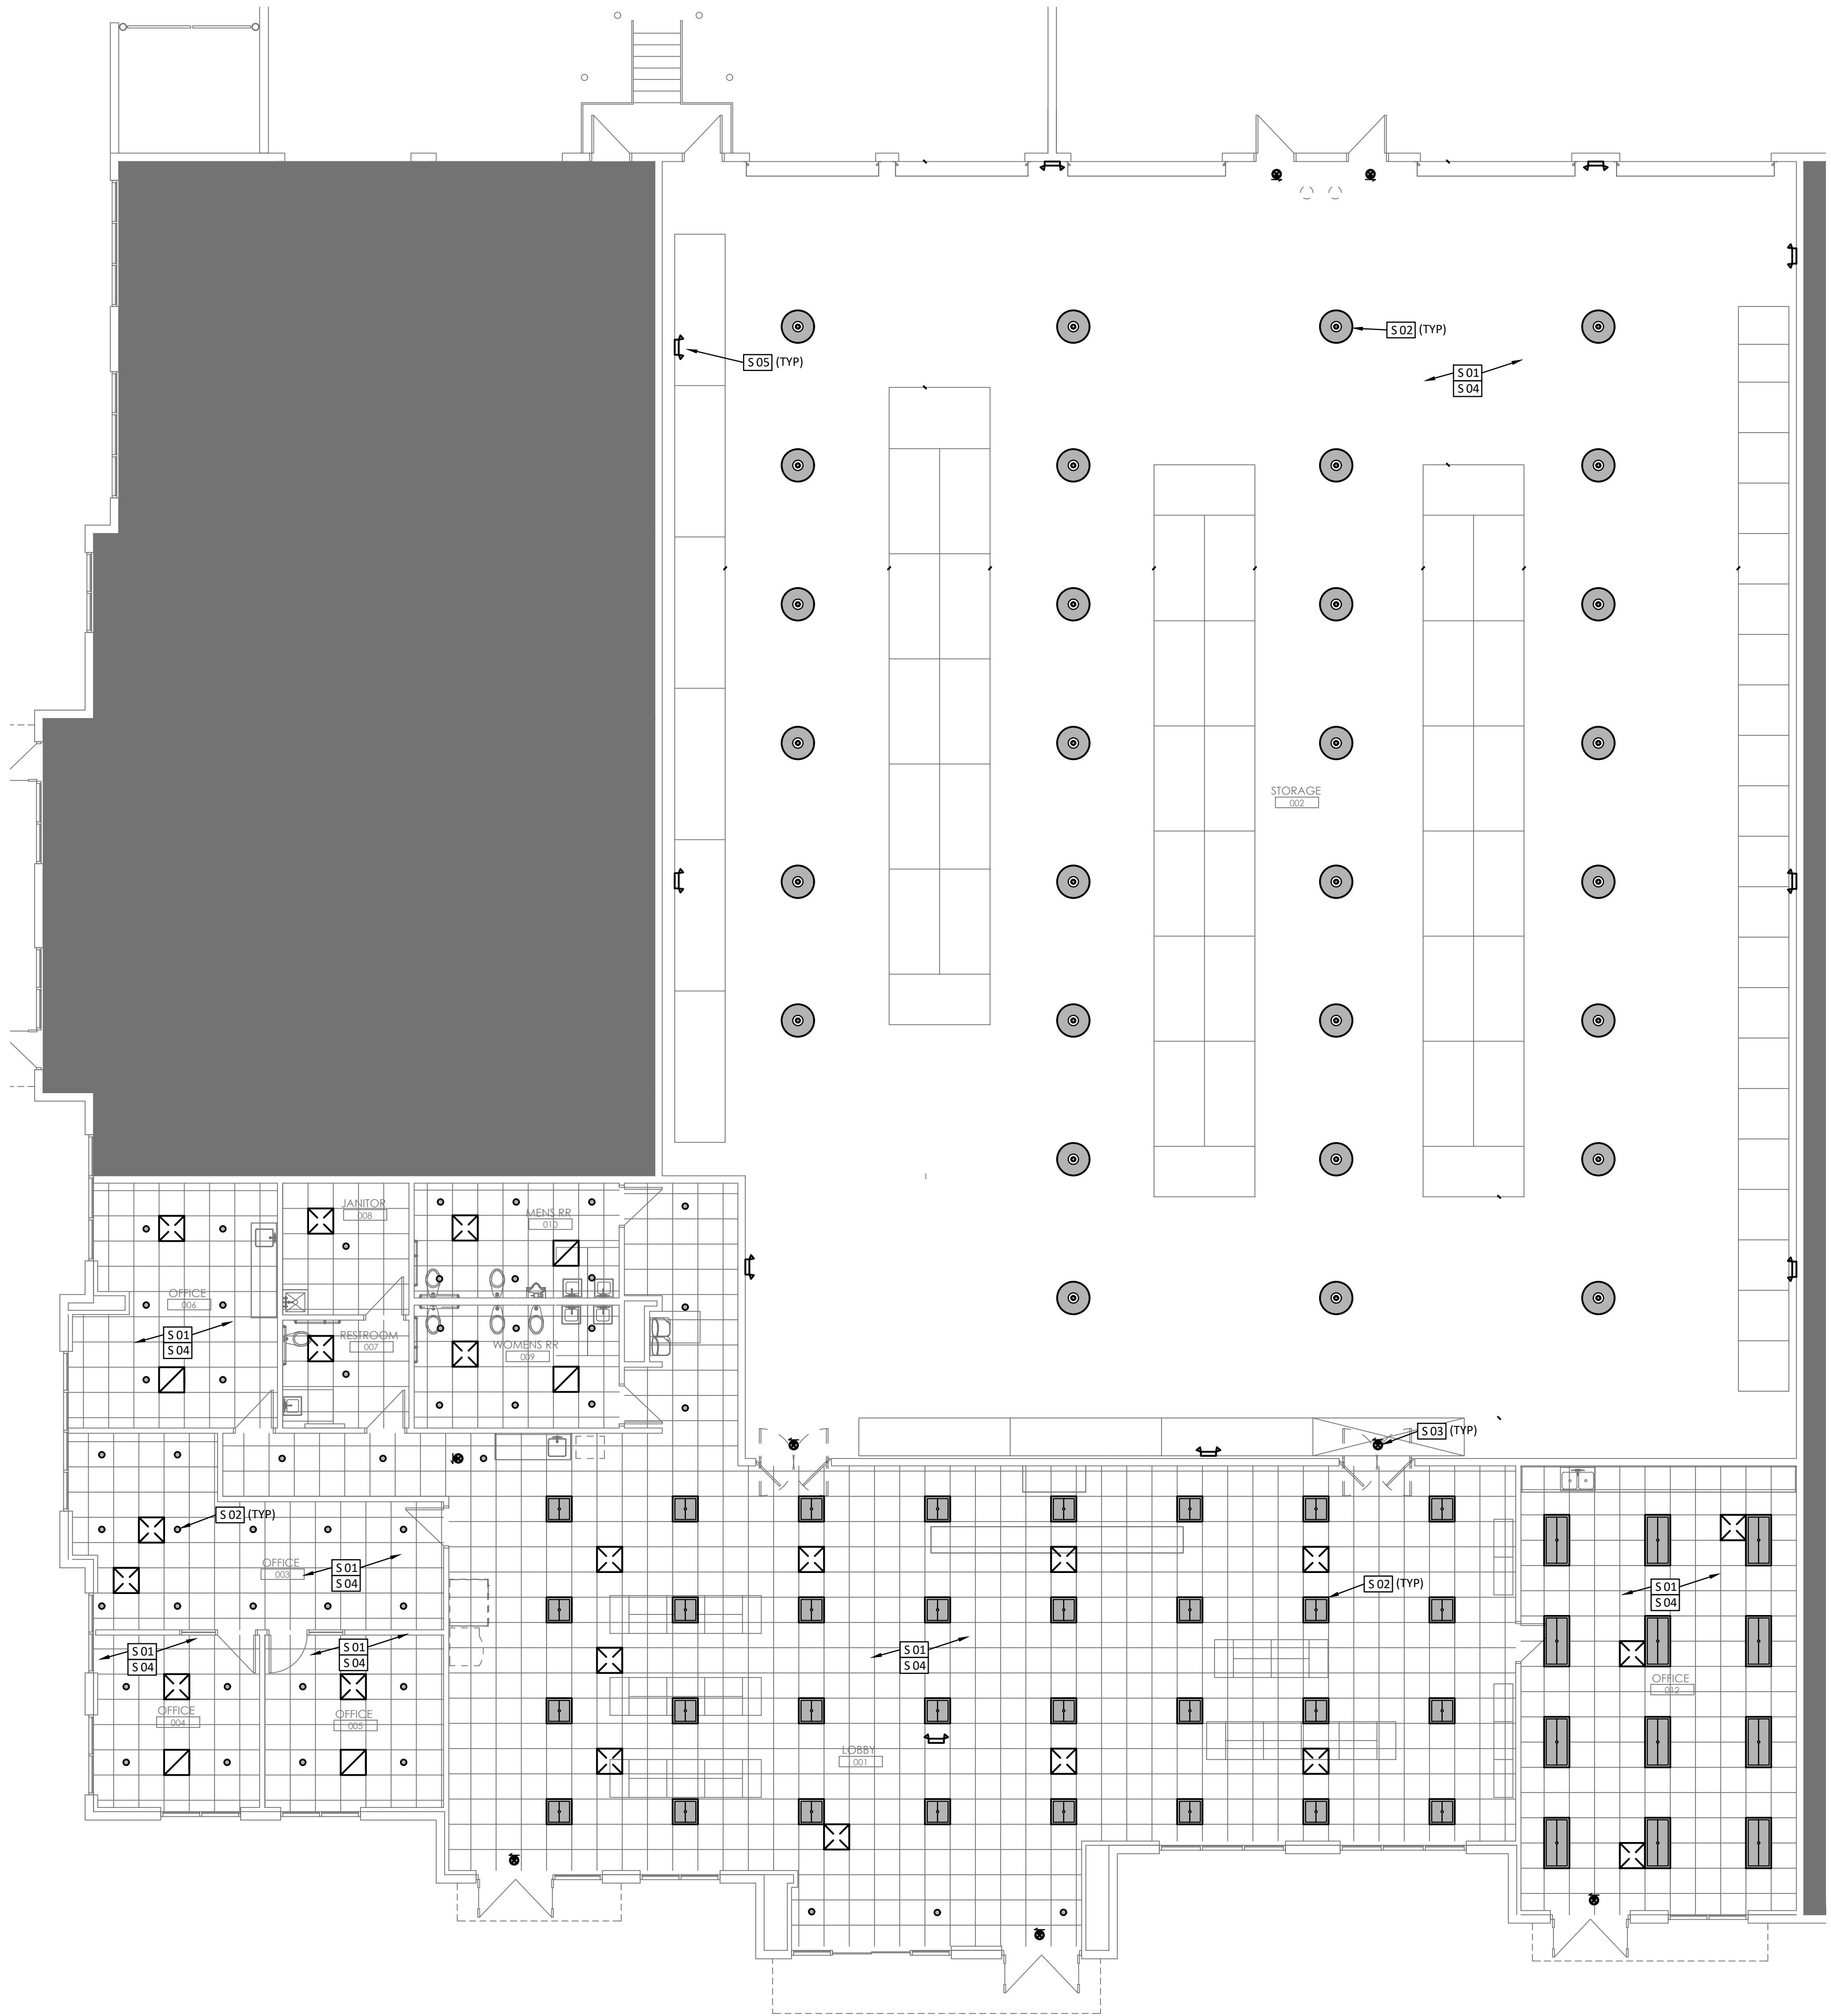 S 02 (TYP)
S 05 (TYP)
S 01
S 04
STORAGE
002
JANITOR
008
MENS RR
010
OFFICE
006
S 01
S 04
RESTROOM
007
WOMENS RR
009
S 03 (TYP)
S 02 (TYP)
OFFICE
003
S 01
S 04
S 02 (TYP)
S 01
S 04
S 01
S 04
S 01
S 04
S 01
S 04
OFFICE
012
OFFICE
004
OFFICE
005
LOBBY
001